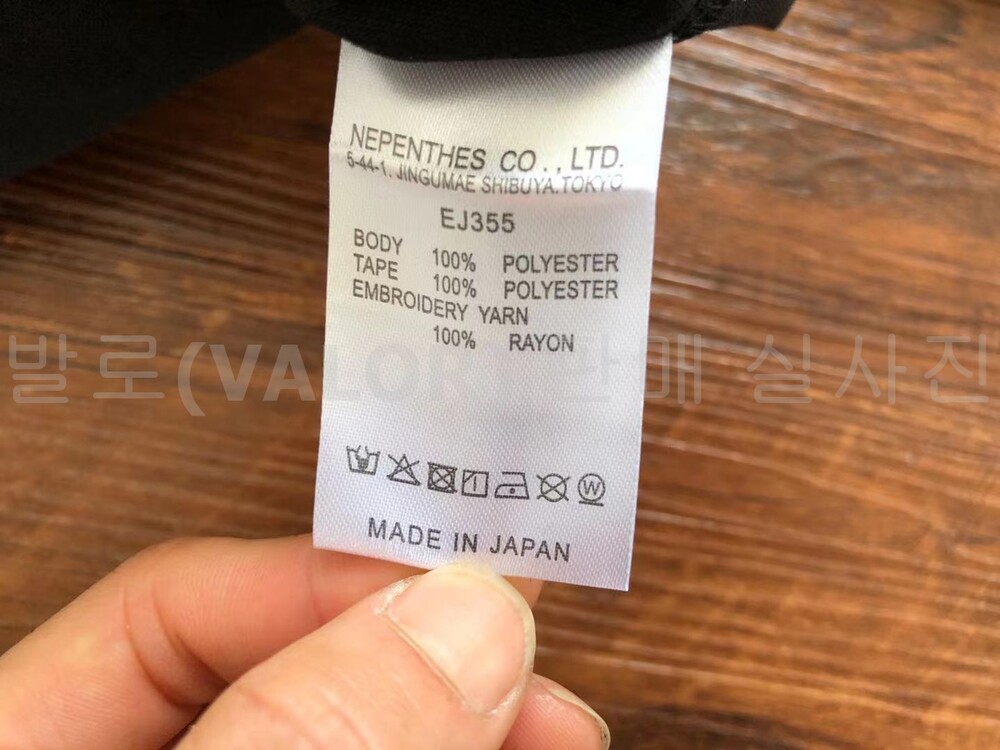 NEPENTHES CO., LTD.
6-44-1. JINGUMAE SHIBUYA.TOKYO
EJ355
BODY 100% POLYESTER
TAPE 100% POLYESTER
EMBROIDERY YARN
100% RAYON
발로(VALOR) 판매 실사진
W
MADE IN JAPAN